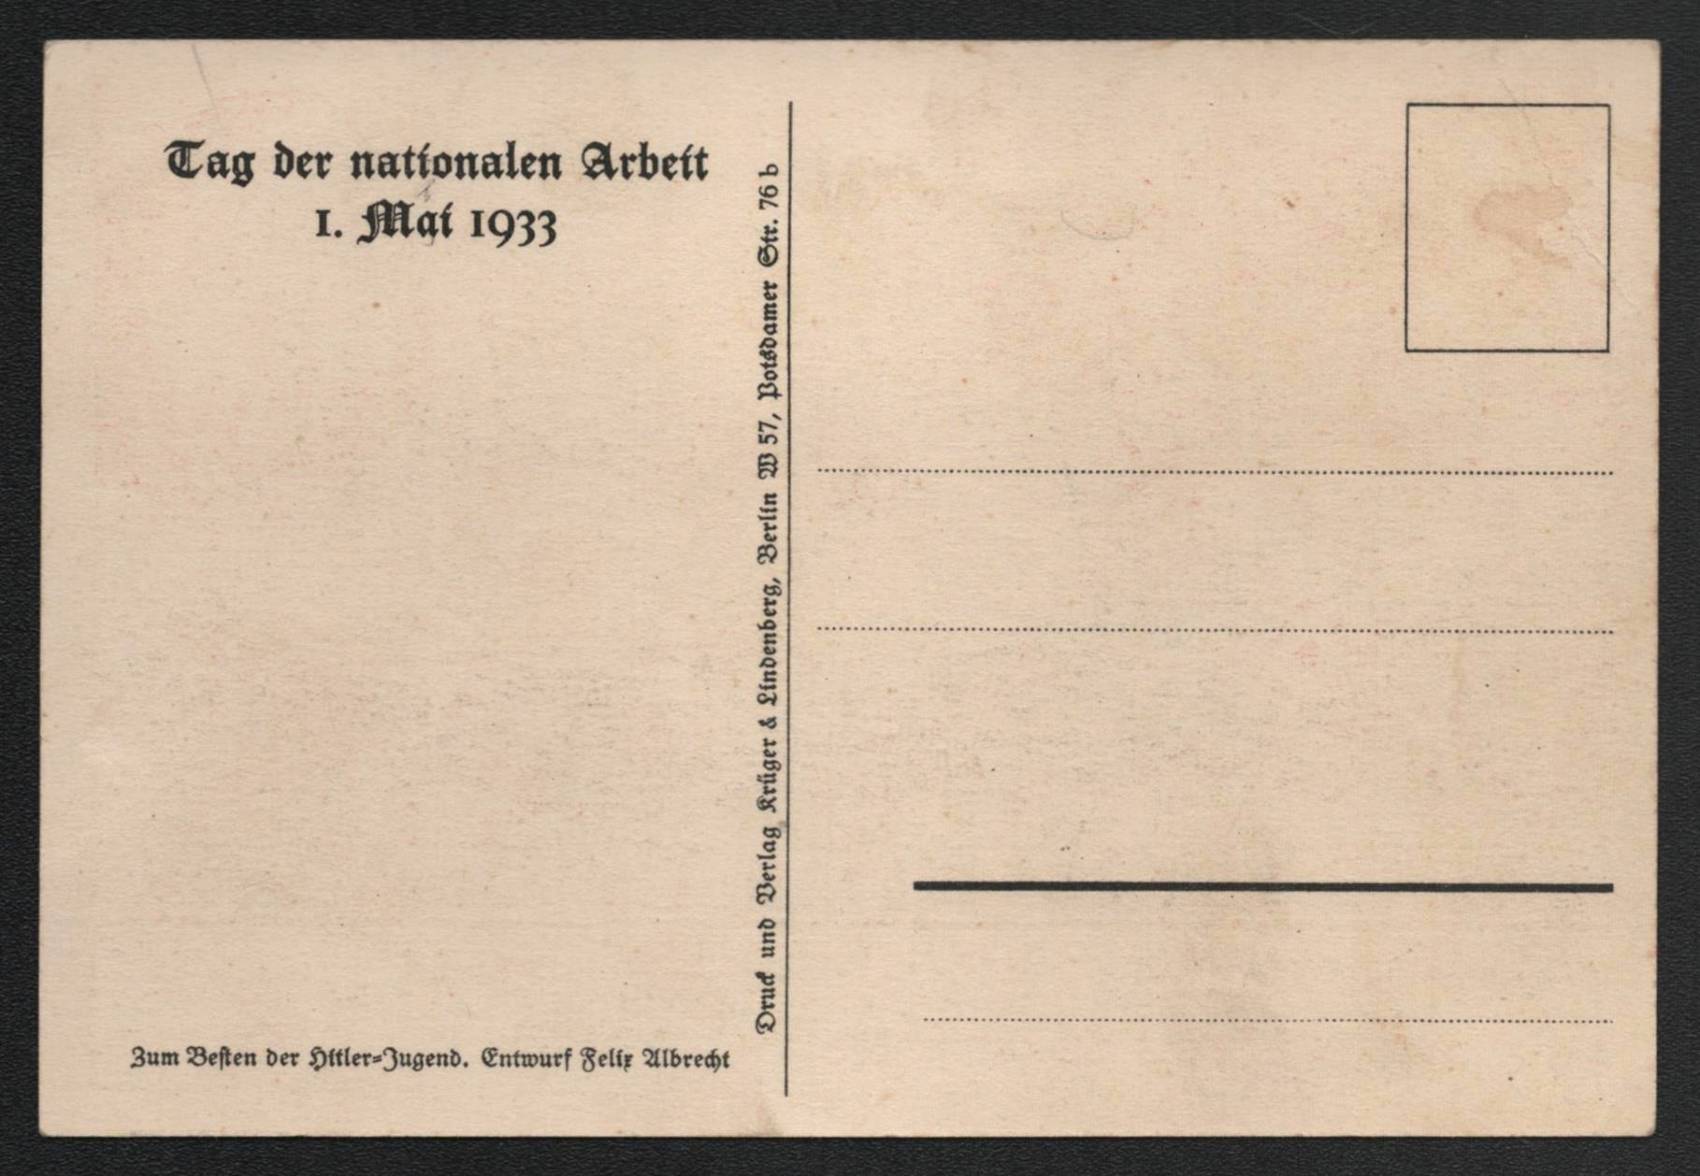 Tag der nationalen Arbeit
1. Mai 1933
Druck und Verlag Krüger & Lindenberg, Berlin W 57, Potsdamer Str. 76 b
Zum Besten der Hitler=Jugend. Entwurf Felix Albrecht